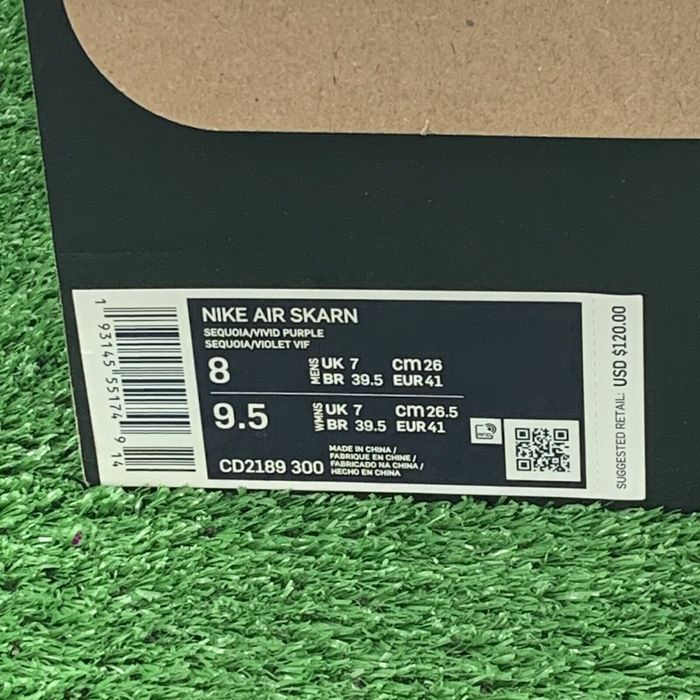 NIKE AIR SKARN
SEQUOIA/VIVID PURPLE
SEQUOIA/VIOLET VIF
8 MENS UK 7 CM 26
BR 39.5 EUR 41
9.5 WMNS UK 7 CM 26.5
BR 39.5 EUR 41
CD2189 300
MADE IN CHINA /
FABRIQUE EN CHINE /
FABRICADO NA CHINA /
HECHO EN CHINA
1 93145 55174 9 14
SUGGESTED RETAIL: USD $120.00